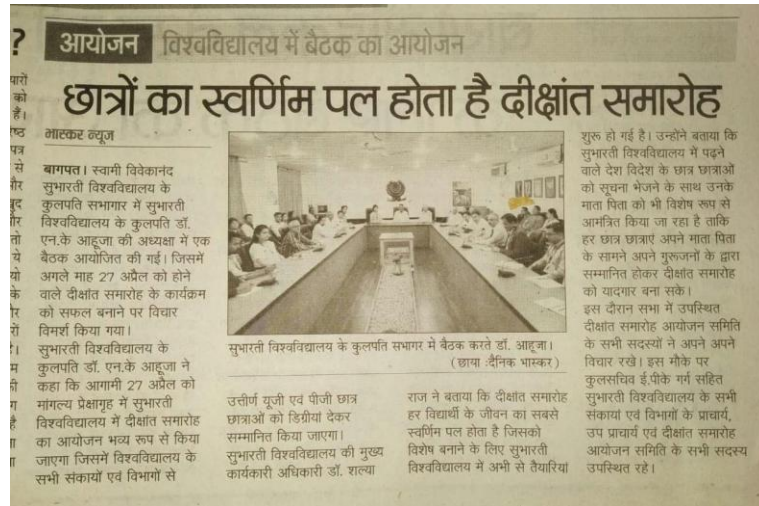 ?
आयोजन विश्वविद्यालय में बैठक का आयोजन
छात्रों का स्वर्णिम पल होता है दीक्षांत समारोह
यारों
को
हैं।
पत्र
से
और
तो
ये
यो
के
भास्कर न्यूज
बागपत। स्वामी विवेकानंद
सुभारती विश्वविद्यालय के
कुलपति सभागार में सुभारती
विश्वविद्यालय के कुलपति डॉ.
एन.के आहूजा की अध्यक्षा में एक
बैठक आयोजित की गई। जिसमें
अगले माह 27 अप्रैल को होने
वाले दीक्षांत समारोह के कार्यक्रम
को सफल बनाने पर विचार
विमर्श किया गया।
सुभारती विश्वविद्यालय के
कुलपति डॉ. एन.के आहूजा ने
कहा कि आगामी 27 अप्रैल को
मांगल्य प्रेक्षागृह में सुभारती
विश्वविद्यालय में दीक्षांत समारोह
का आयोजन भव्य रूप से किया
जाएगा जिसमें विश्वविद्यालय के
सभी संकायों एवं विभागों से
सुभारती विश्वविद्यालय के कुलपति सभागर में बैठक करते डॉ. आहूजा।
(छाया :दैनिक भास्कर)
उत्तीर्ण यूजी एवं पीजी छात्र
छात्राओं को डिग्रीयां देकर
सम्मानित किया जाएगा।
सुभारती विश्वविद्यालय की मुख्य
कार्यकारी अधिकारी डॉ. शल्या
राज ने बताया कि दीक्षांत समारोह
हर विद्यार्थी के जीवन का सबसे
स्वर्णिम पल होता है जिसको
विशेष बनाने के लिए सुभारती
विश्वविद्यालय में अभी से तैयारियां
शुरू हो गई है। उन्होंने बताया कि
सुभारती विश्वविद्यालय में पढ़ने
वाले देश विदेश के छात्र छात्राओं
को सूचना भेजने के साथ उनके
माता पिता को भी विशेष रूप से
आमंत्रित किया जा रहा है ताकि
हर छात्र छात्राएं अपने माता पिता
के सामने अपने गुरूजनों के द्वारा
सम्मानित होकर दीक्षांत समारोह
को यादगार बना सके।
इस दौरान सभा में उपस्थित
दीक्षांत समारोह आयोजन समिति
के सभी सदस्यों ने अपने अपने
विचार रखे। इस मौके पर
कुलसचिव ई.पीके गर्ग सहित
सुभारती विश्वविद्यालय के सभी
संकायों एवं विभागों के प्राचार्य,
उप प्राचार्य एवं दीक्षांत समारोह
आयोजन समिति के सभी सदस्य
उपस्थित रहे।